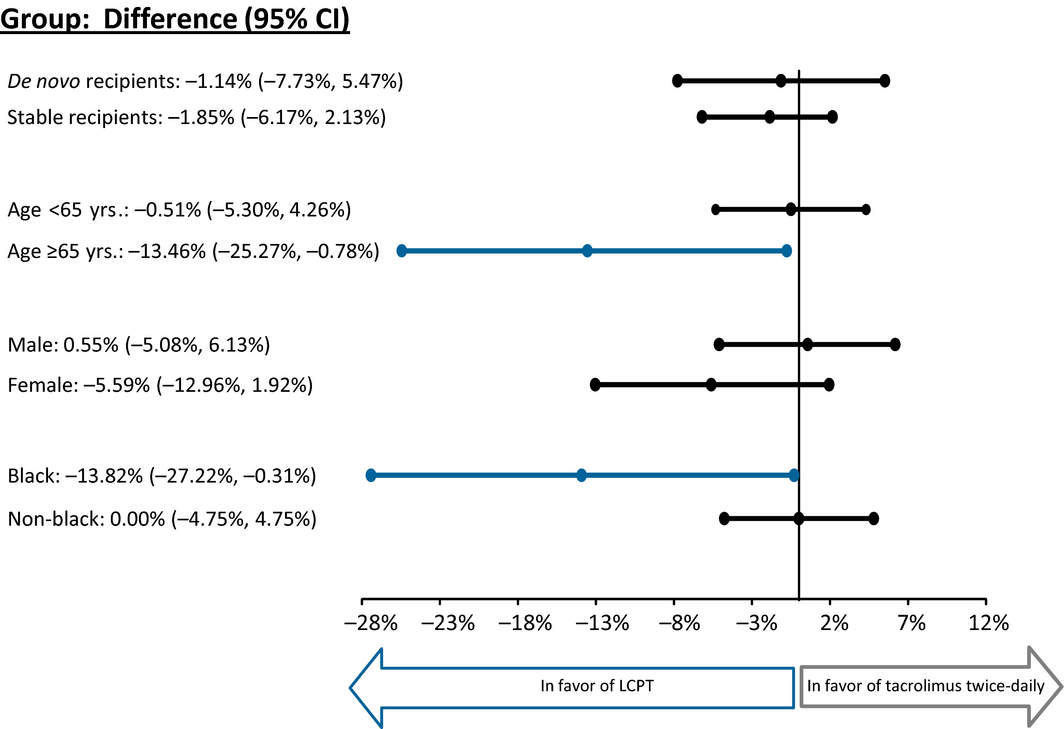 Group: Difference (95% CI)
De novo recipients: –1.14% (–7.73%, 5.47%)
Stable recipients: –1.85% (–6.17%, 2.13%)
Age <65 yrs.: –0.51% (–5.30%, 4.26%)
Age ≥65 yrs.: –13.46% (–25.27%, –0.78%)
Male: 0.55% (–5.08%, 6.13%)
Female: –5.59% (–12.96%, 1.92%)
Black: –13.82% (–27.22%, –0.31%)
Non-black: 0.00% (–4.75%, 4.75%)
–28% –23% –18% –13% –8% –3% 2% 7% 12%
In favor of LCPT In favor of tacrolimus twice-daily